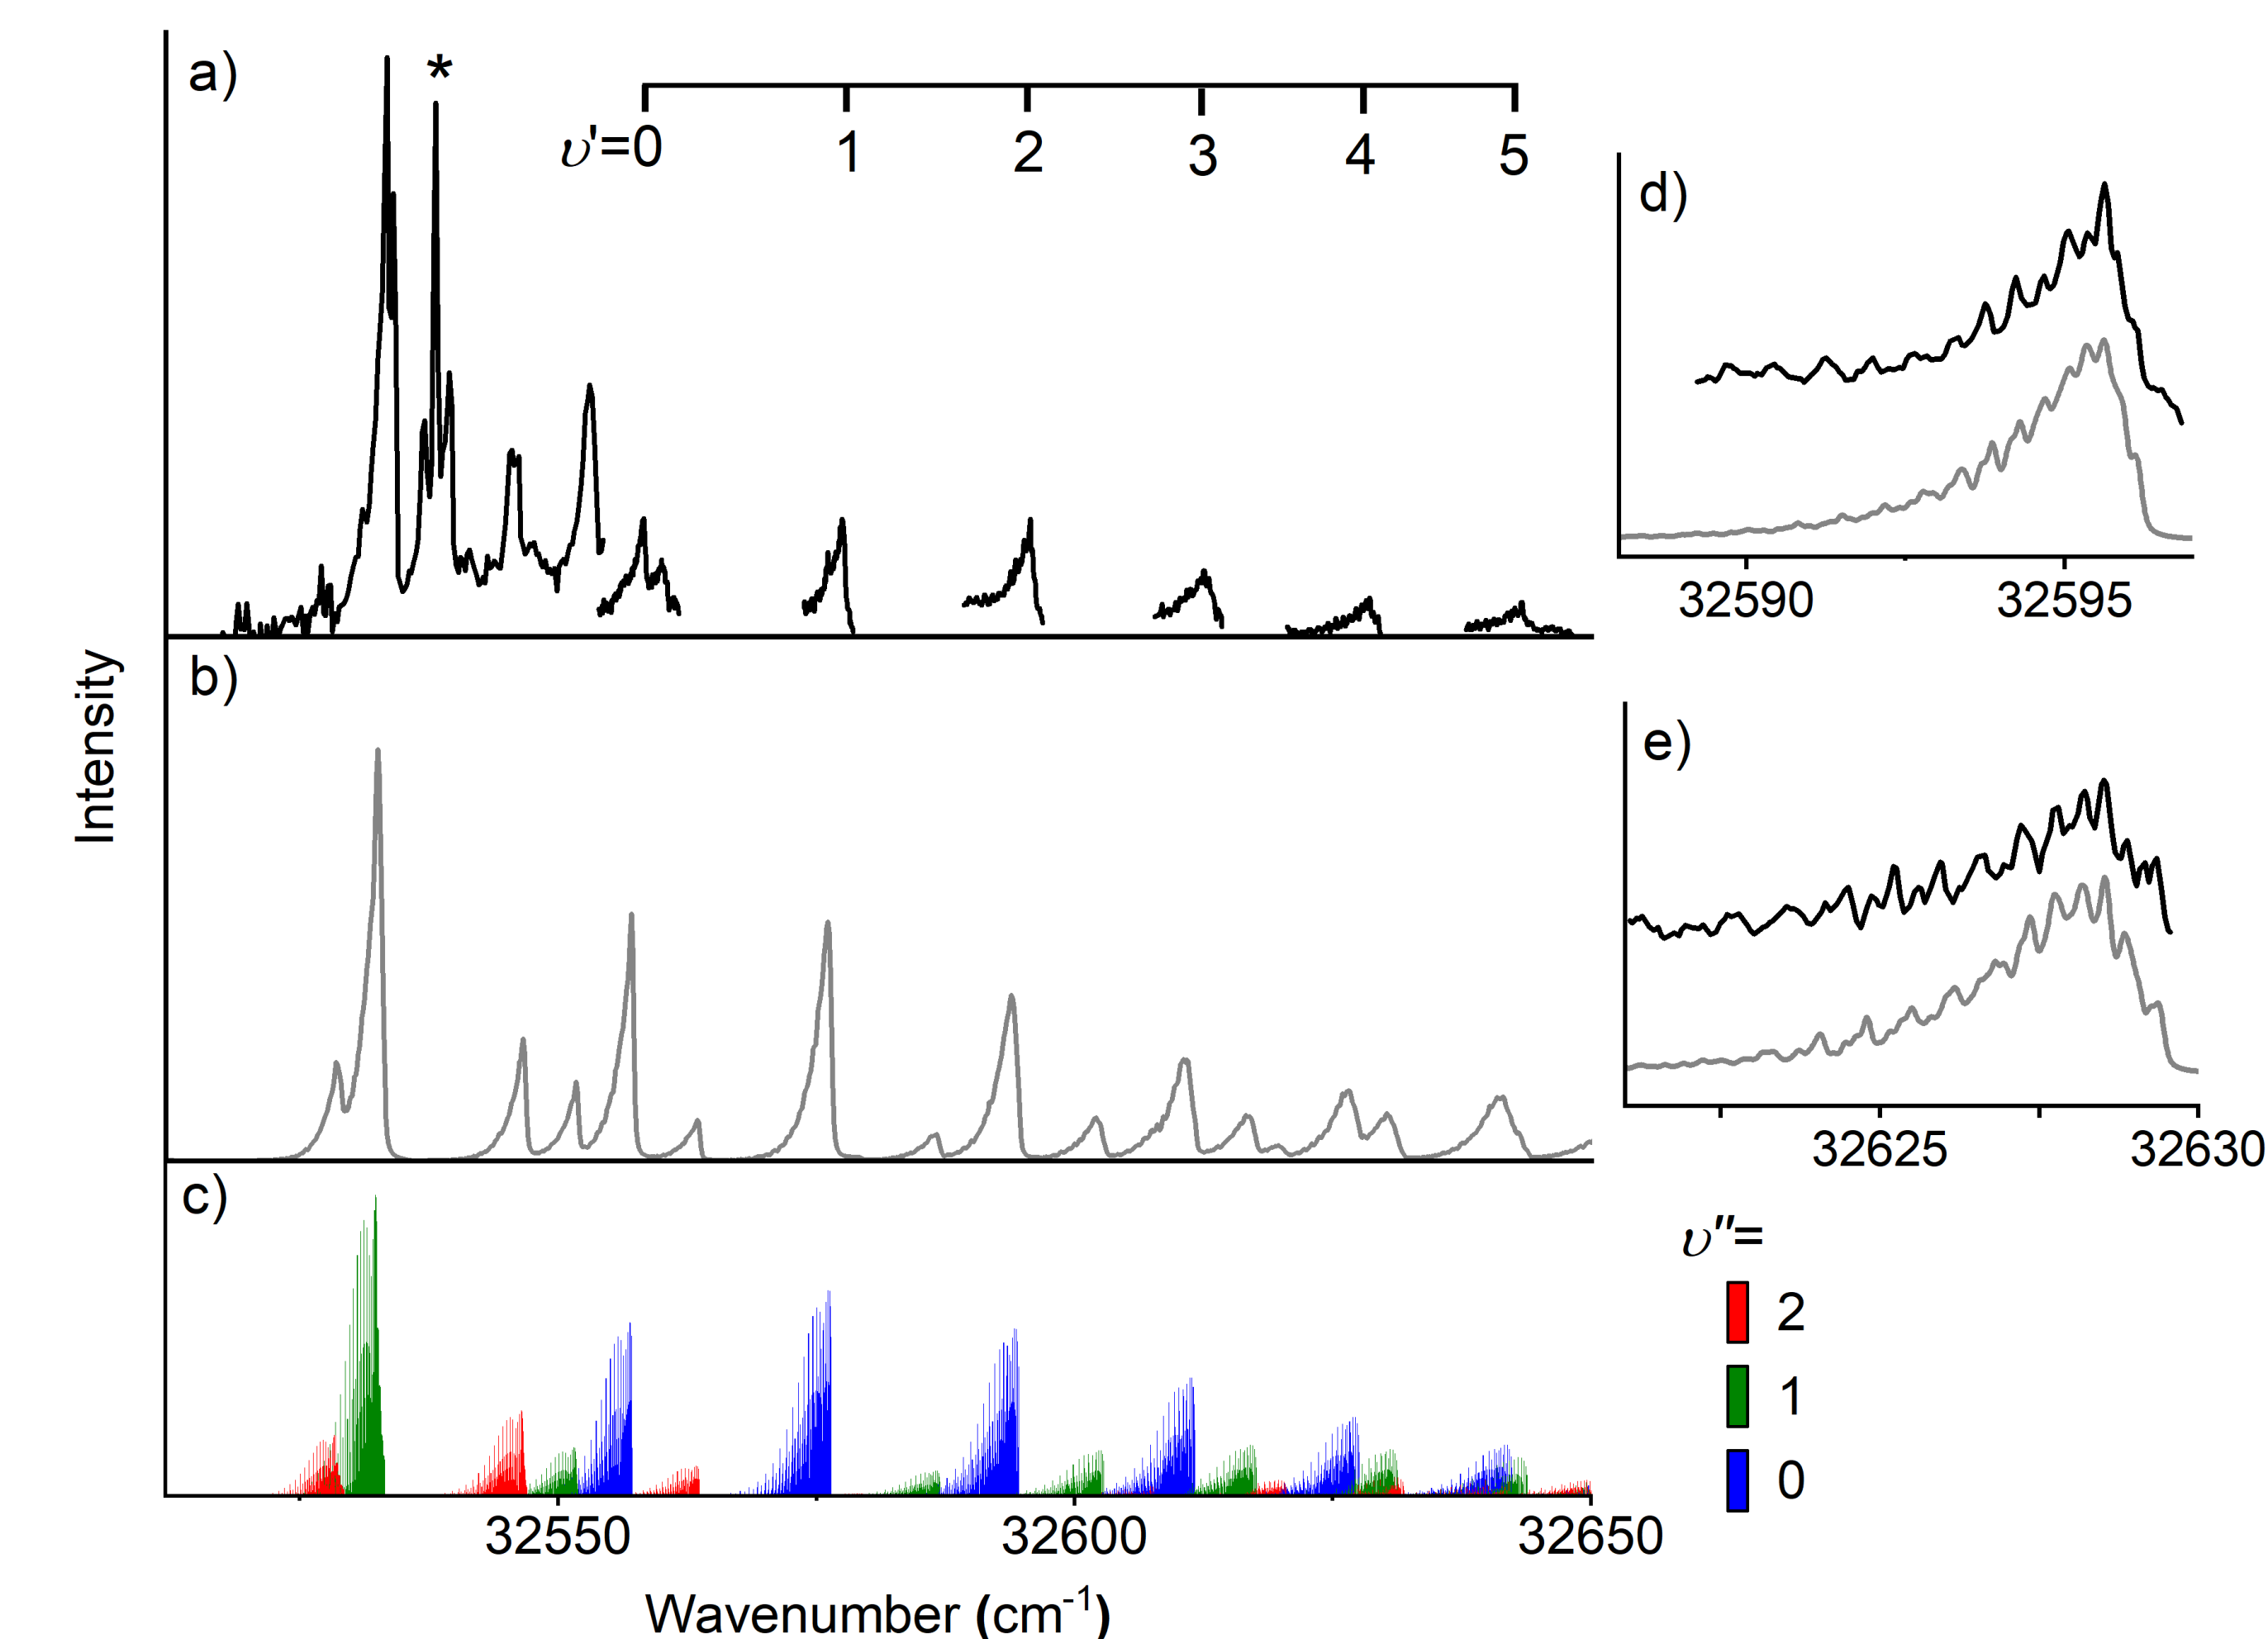 a)
*
υ'=0 1 2 3 4 5
b)
c)
Intensity
32550 32600 32650
Wavenumber (cm-1)
d)
32590 32595
e)
32625 32630
υ''=
2
1
0